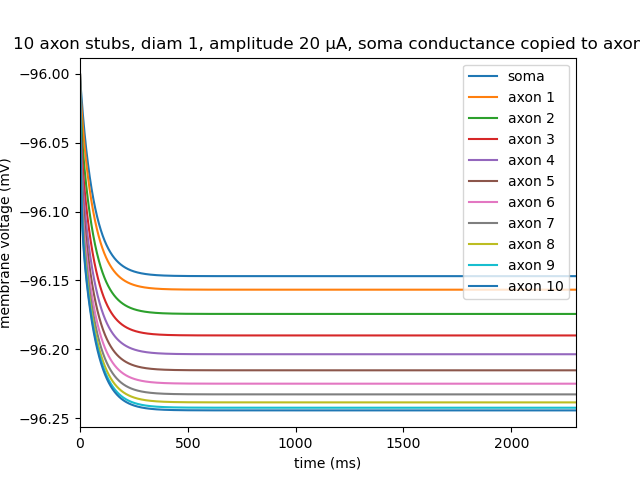 10 axon stubs, diam 1, amplitude 20 μA, soma conductance copied to axon
−96.00
−96.05
−96.10
−96.15
−96.20
−96.25
membrane voltage (mV)
soma
axon 1
axon 2
axon 3
axon 4
axon 5
axon 6
axon 7
axon 8
axon 9
axon 10
0
500
1000
1500
2000
time (ms)